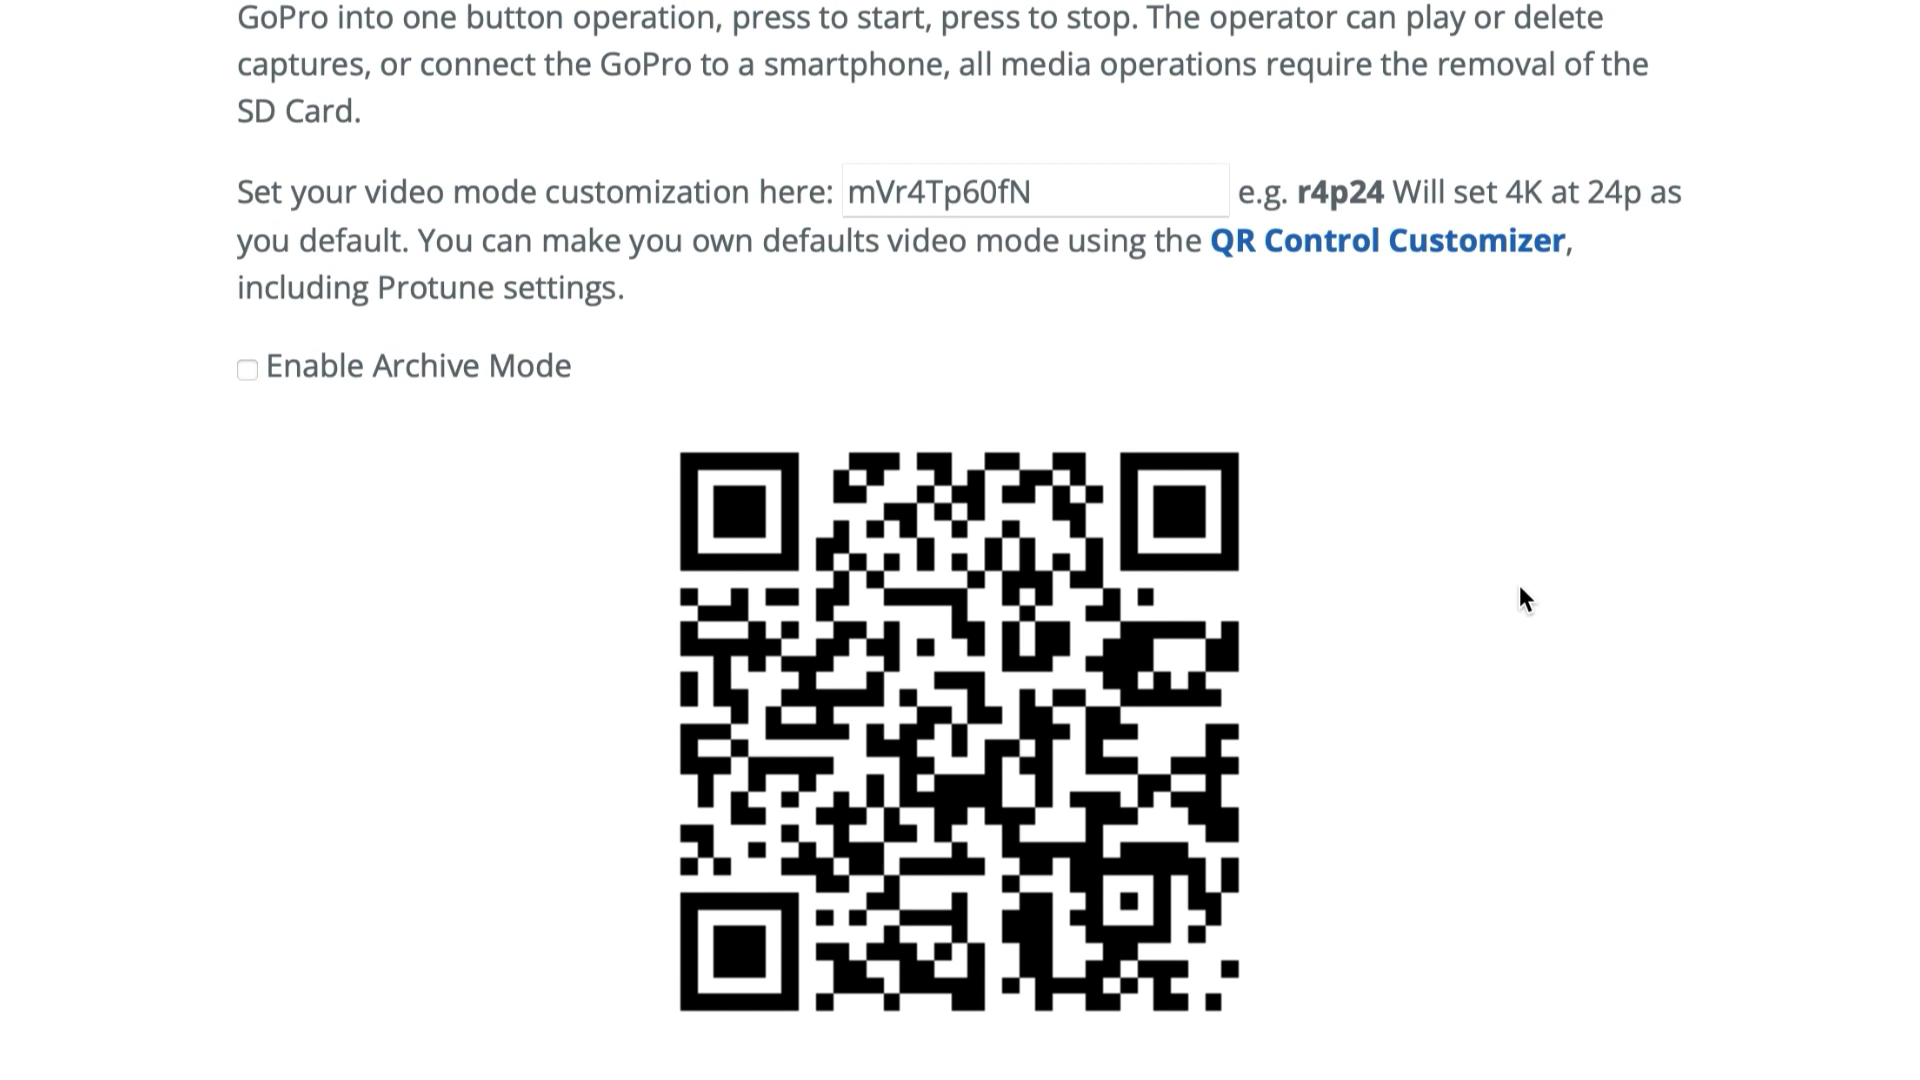 GoPro into one button operation, press to start, press to stop. The operator can play or delete
captures, or connect the GoPro to a smartphone, all media operations require the removal of the
SD Card.
Set your video mode customization here: mVr4Tp60fN e.g. r4p24 Will set 4K at 24p as
you default. You can make you own defaults video mode using the QR Control Customizer,
including Protune settings.
Enable Archive Mode